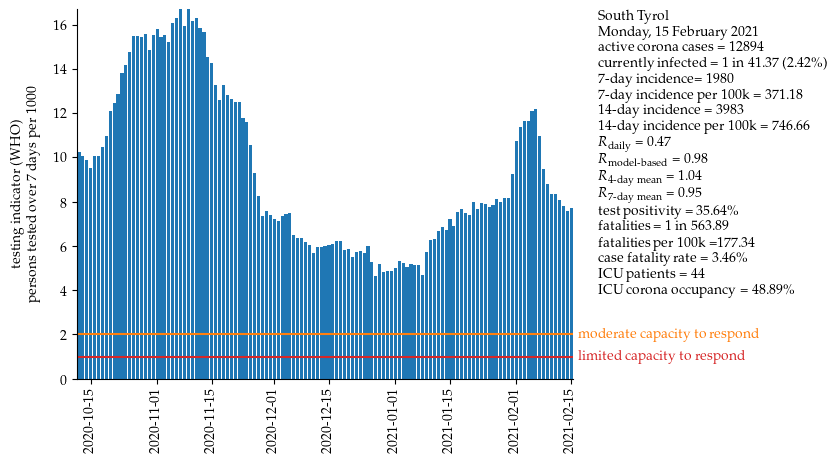 testing indicator (WHO)
persons tested over 7 days per 1000
16
14
12
10
8
6
4
2
0
2020-10-15
2020-11-01
2020-11-15
2020-12-01
2020-12-15
2021-01-01
2021-01-15
2021-02-01
2021-02-15
South Tyrol
Monday, 15 February 2021
active corona cases = 12894
currently infected = 1 in 41.37 (2.42%)
7-day incidence= 1980
7-day incidence per 100k = 371.18
14-day incidence = 3983
14-day incidence per 100k = 746.66
R daily = 0.47
R model-based = 0.98
R 4-day mean = 1.04
R 7-day mean = 0.95
test positivity = 35.64%
fatalities = 1 in 563.89
fatalities per 100k =177.34
case fatality rate = 3.46%
ICU patients = 44
ICU corona occupancy = 48.89%
moderate capacity to respond
limited capacity to respond